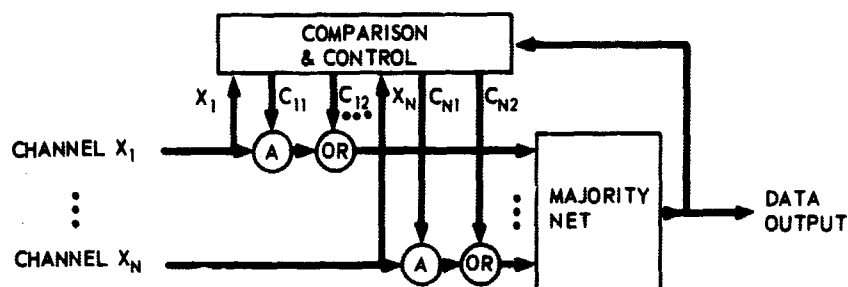 COMPARISON
& CONTROL
X1 C11 C12 XN CN1 CN2
CHANNEL X1 A OR
MAJORITY
NET
DATA
OUTPUT
CHANNEL XN A OR